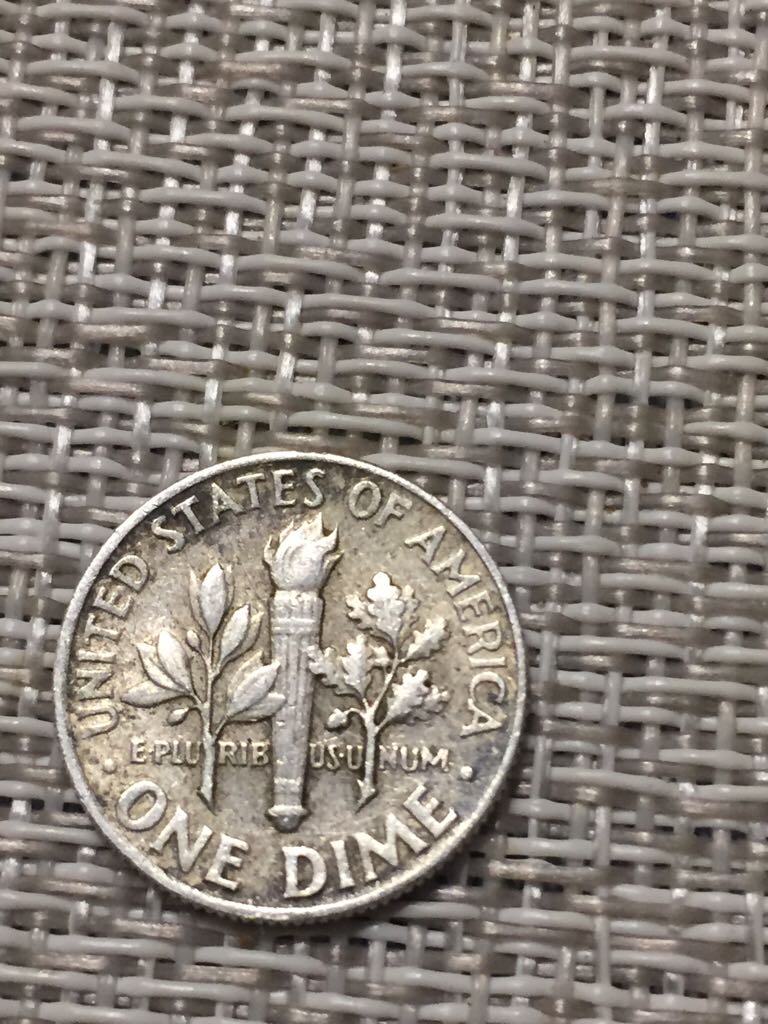 UNITED STATES OF AMERICA
E·PLURIBUS·UNUM
· ONE DIME ·